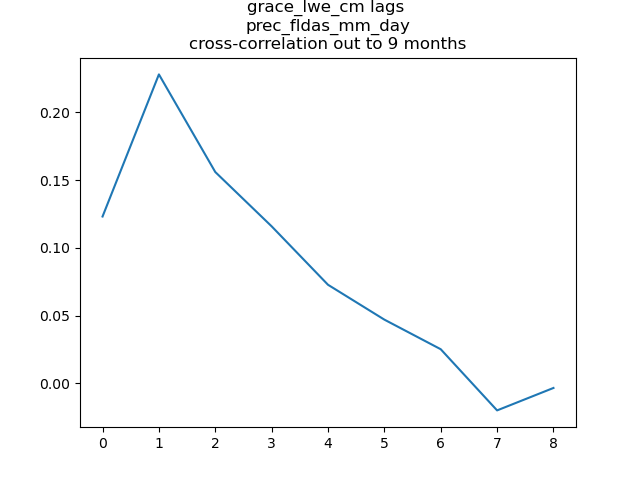 grace_lwe_cm lags
prec_fldas_mm_day
cross-correlation out to 9 months
0.20
0.15
0.10
0.05
0.00
0 1 2 3 4 5 6 7 8